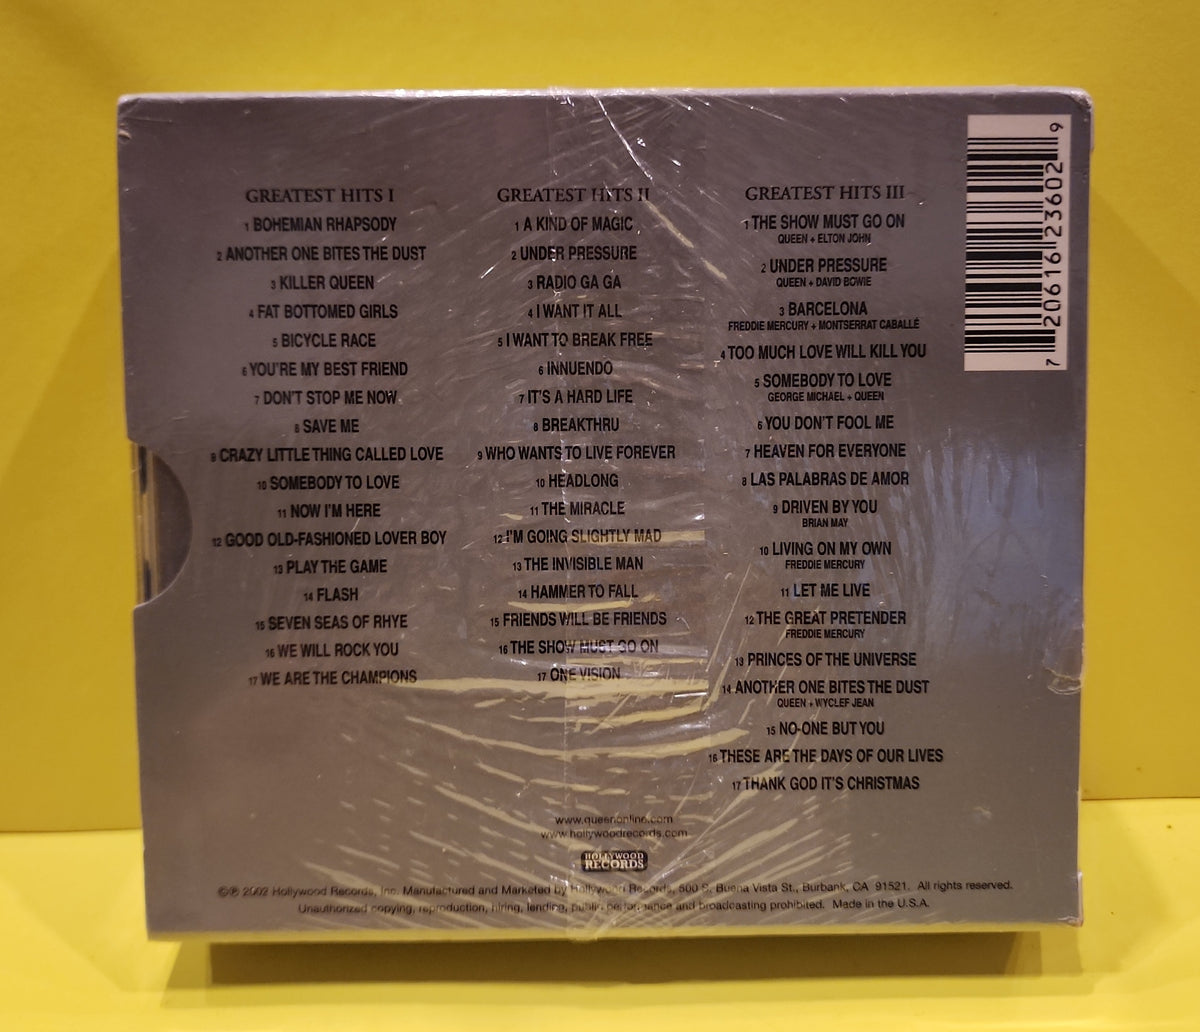 GREATEST HITS I
1 BOHEMIAN RHAPSODY
2 ANOTHER ONE BITES THE DUST
3 KILLER QUEEN
4 FAT BOTTOMED GIRLS
5 BICYCLE RACE
6 YOU'RE MY BEST FRIEND
7 DON'T STOP ME NOW
8 SAVE ME
9 CRAZY LITTLE THING CALLED LOVE
10 SOMEBODY TO LOVE
11 NOW I'M HERE
12 GOOD OLD-FASHIONED LOVER BOY
13 PLAY THE GAME
14 FLASH
15 SEVEN SEAS OF RHYE
16 WE WILL ROCK YOU
17 WE ARE THE CHAMPIONS
GREATEST HITS II
1 A KIND OF MAGIC
2 UNDER PRESSURE
3 RADIO GA GA
4 I WANT IT ALL
5 I WANT TO BREAK FREE
6 INNUENDO
7 IT'S A HARD LIFE
8 BREAKTHRU
9 WHO WANTS TO LIVE FOREVER
10 HEADLONG
11 THE MIRACLE
12 I'M GOING SLIGHTLY MAD
13 THE INVISIBLE MAN
14 HAMMER TO FALL
15 FRIENDS WILL BE FRIENDS
16 THE SHOW MUST GO ON
17 ONE VISION
GREATEST HITS III
1 THE SHOW MUST GO ON
QUEEN + ELTON JOHN
2 UNDER PRESSURE
QUEEN + DAVID BOWIE
3 BARCELONA
FREDDIE MERCURY + MONTSERRAT CABALLÉ
4 TOO MUCH LOVE WILL KILL YOU
5 SOMEBODY TO LOVE
GEORGE MICHAEL + QUEEN
6 YOU DON'T FOOL ME
7 HEAVEN FOR EVERYONE
8 LAS PALABRAS DE AMOR
9 DRIVEN BY YOU
BRIAN MAY
10 LIVING ON MY OWN
FREDDIE MERCURY
11 LET ME LIVE
12 THE GREAT PRETENDER
FREDDIE MERCURY
13 PRINCES OF THE UNIVERSE
14 ANOTHER ONE BITES THE DUST
QUEEN + WYCLEF JEAN
15 NO-ONE BUT YOU
16 THESE ARE THE DAYS OF OUR LIVES
17 THANK GOD IT'S CHRISTMAS
7 20616 23602 9
www.queenonline.com
www.hollywoodrecords.com
HOLLYWOOD
RECORDS
©℗ 2002 Hollywood Records, Inc. Manufactured and Marketed by Hollywood Records, 500 S. Buena Vista St., Burbank, CA 91521. All rights reserved.
Unauthorized copying, reproduction, hiring, lending, public performance and broadcasting prohibited. Made in the U.S.A.